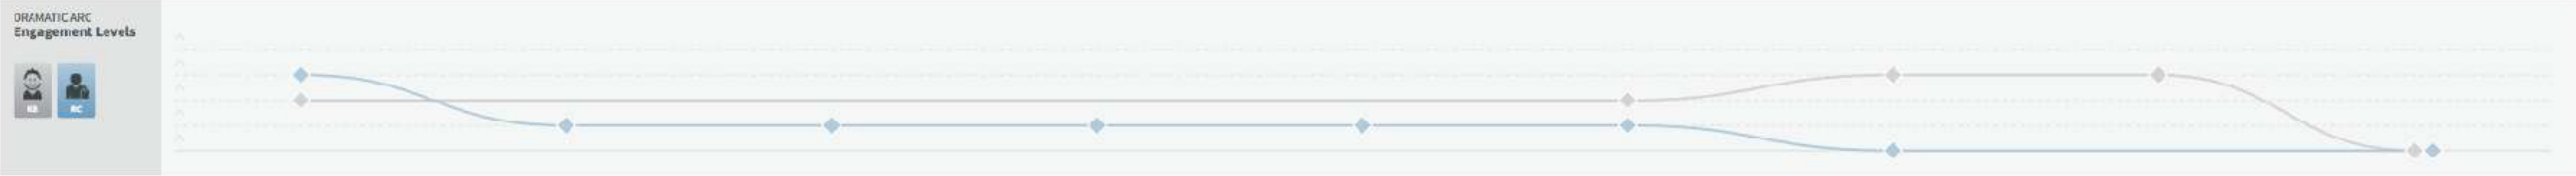 DRAMATIC ARC
Engagement Levels
KB
RC